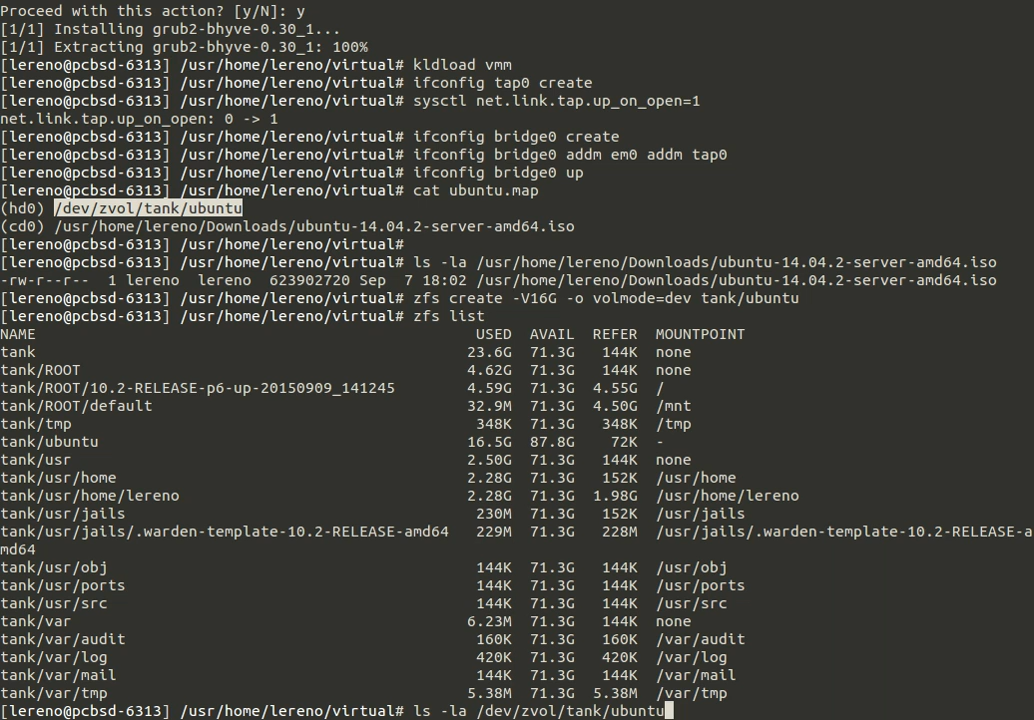 Proceed with this action? [y/N]: y
[1/1] Installing grub2-bhyve-0.30_1...
[1/1] Extracting grub2-bhyve-0.30_1: 100%
[lereno@pcbsd-6313] /usr/home/lereno/virtual# kldload vmm
[lereno@pcbsd-6313] /usr/home/lereno/virtual# ifconfig tap0 create
[lereno@pcbsd-6313] /usr/home/lereno/virtual# sysctl net.link.tap.up_on_open=1
net.link.tap.up_on_open: 0 -> 1
[lereno@pcbsd-6313] /usr/home/lereno/virtual# ifconfig bridge0 create
[lereno@pcbsd-6313] /usr/home/lereno/virtual# ifconfig bridge0 addm em0 addm tap0
[lereno@pcbsd-6313] /usr/home/lereno/virtual# ifconfig bridge0 up
[lereno@pcbsd-6313] /usr/home/lereno/virtual# cat ubuntu.map
(hd0) /dev/zvol/tank/ubuntu
(cd0) /usr/home/lereno/Downloads/ubuntu-14.04.2-server-amd64.iso
[lereno@pcbsd-6313] /usr/home/lereno/virtual#
[lereno@pcbsd-6313] /usr/home/lereno/virtual# ls -la /usr/home/lereno/Downloads/ubuntu-14.04.2-server-amd64.iso
-rw-r--r--  1 lereno  lereno  623902720 Sep  7 18:02 /usr/home/lereno/Downloads/ubuntu-14.04.2-server-amd64.iso
[lereno@pcbsd-6313] /usr/home/lereno/virtual# zfs create -V16G -o volmode=dev tank/ubuntu
[lereno@pcbsd-6313] /usr/home/lereno/virtual# zfs list
NAME USED AVAIL REFER MOUNTPOINT
tank 23.6G 71.3G 144K none
tank/ROOT 4.62G 71.3G 144K none
tank/ROOT/10.2-RELEASE-p6-up-20150909_141245 4.59G 71.3G 4.55G /
tank/ROOT/default 32.9M 71.3G 4.50G /mnt
tank/tmp 348K 71.3G 348K /tmp
tank/ubuntu 16.5G 87.8G 72K -
tank/usr 2.50G 71.3G 144K none
tank/usr/home 2.28G 71.3G 152K /usr/home
tank/usr/home/lereno 2.28G 71.3G 1.98G /usr/home/lereno
tank/usr/jails 230M 71.3G 152K /usr/jails
tank/usr/jails/.warden-template-10.2-RELEASE-amd64 229M 71.3G 228M /usr/jails/.warden-template-10.2-RELEASE-a
md64
tank/usr/obj 144K 71.3G 144K /usr/obj
tank/usr/ports 144K 71.3G 144K /usr/ports
tank/usr/src 144K 71.3G 144K /usr/src
tank/var 6.23M 71.3G 144K none
tank/var/audit 160K 71.3G 160K /var/audit
tank/var/log 420K 71.3G 420K /var/log
tank/var/mail 144K 71.3G 144K /var/mail
tank/var/tmp 5.38M 71.3G 5.38M /var/tmp
[lereno@pcbsd-6313] /usr/home/lereno/virtual# ls -la /dev/zvol/tank/ubuntu